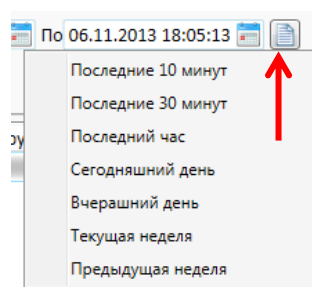 По 06.11.2013 18:05:13
Последние 10 минут
Последние 30 минут
Последний час
Сегодняшний день
Вчерашний день
Текущая неделя
Предыдущая неделя